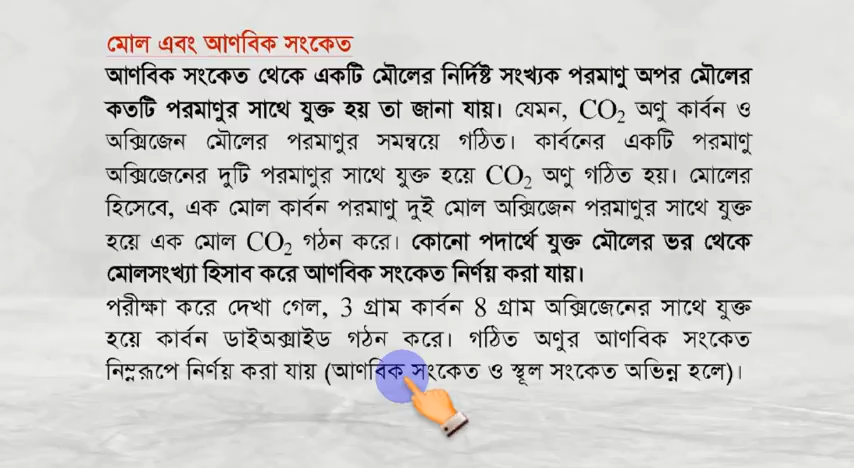 মোল এবং আণবিক সংকেত
আণবিক সংকেত থেকে একটি মৌলের নির্দিষ্ট সংখ্যক পরমাণু অপর মৌলের
কতটি পরমাণুর সাথে যুক্ত হয় তা জানা যায়। যেমন, CO₂ অণু কার্বন ও
অক্সিজেন মৌলের পরমাণুর সমন্বয়ে গঠিত। কার্বনের একটি পরমাণু
অক্সিজেনের দুটি পরমাণুর সাথে যুক্ত হয়ে CO₂ অণু গঠিত হয়। মোলের
হিসেবে, এক মোল কার্বন পরমাণু দুই মোল অক্সিজেন পরমাণুর সাথে যুক্ত
হয়ে এক মোল CO₂ গঠন করে। কোনো পদার্থে যুক্ত মৌলের ভর থেকে
মোলসংখ্যা হিসাব করে আণবিক সংকেত নির্ণয় করা যায়।
পরীক্ষা করে দেখা গেল, 3 গ্রাম কার্বন 8 গ্রাম অক্সিজেনের সাথে যুক্ত
হয়ে কার্বন ডাইঅক্সাইড গঠন করে। গঠিত অণুর আণবিক সংকেত
নিম্নরূপে নির্ণয় করা যায় (আণবিক সংকেত ও স্থূল সংকেত অভিন্ন হলে)।